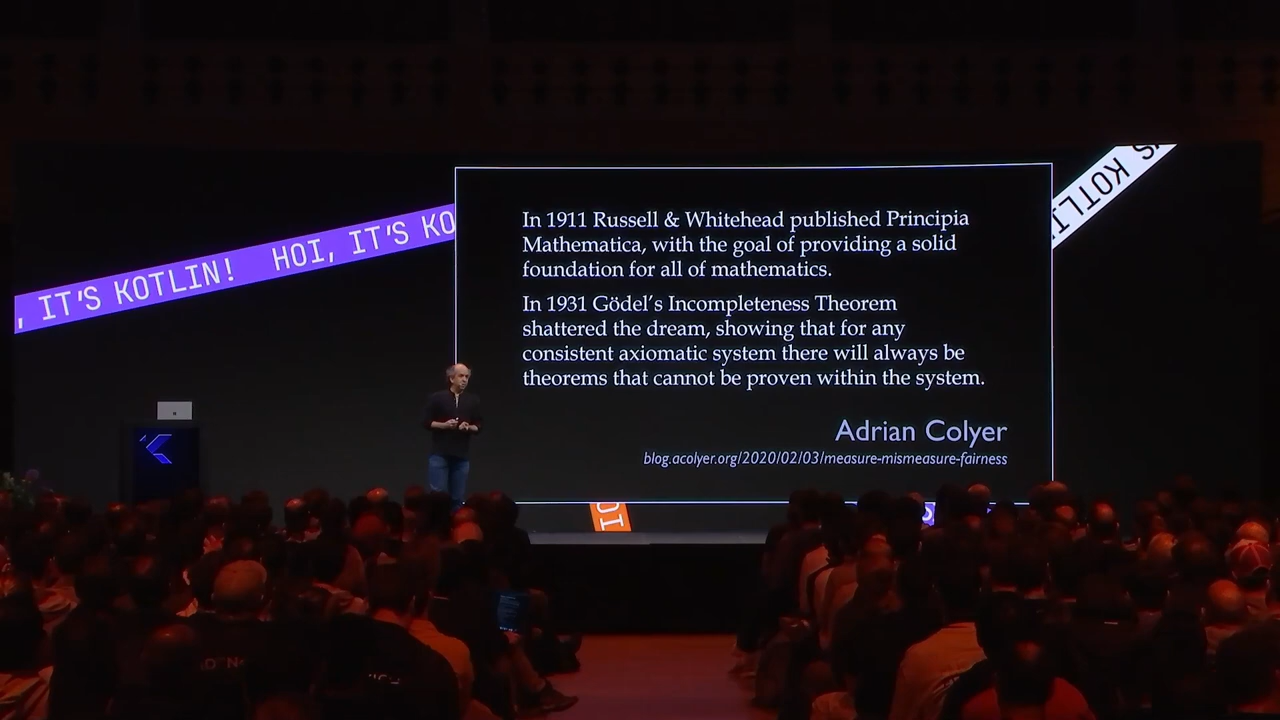 , IT'S KOTLIN! HOI, IT'S KO
'S KOTLI
In 1911 Russell & Whitehead published Principia
Mathematica, with the goal of providing a solid
foundation for all of mathematics.
In 1931 Gödel's Incompleteness Theorem
shattered the dream, showing that for any
consistent axiomatic system there will always be
theorems that cannot be proven within the system.
Adrian Colyer
blog.acolyer.org/2020/02/03/measure-mismeasure-fairness
OI